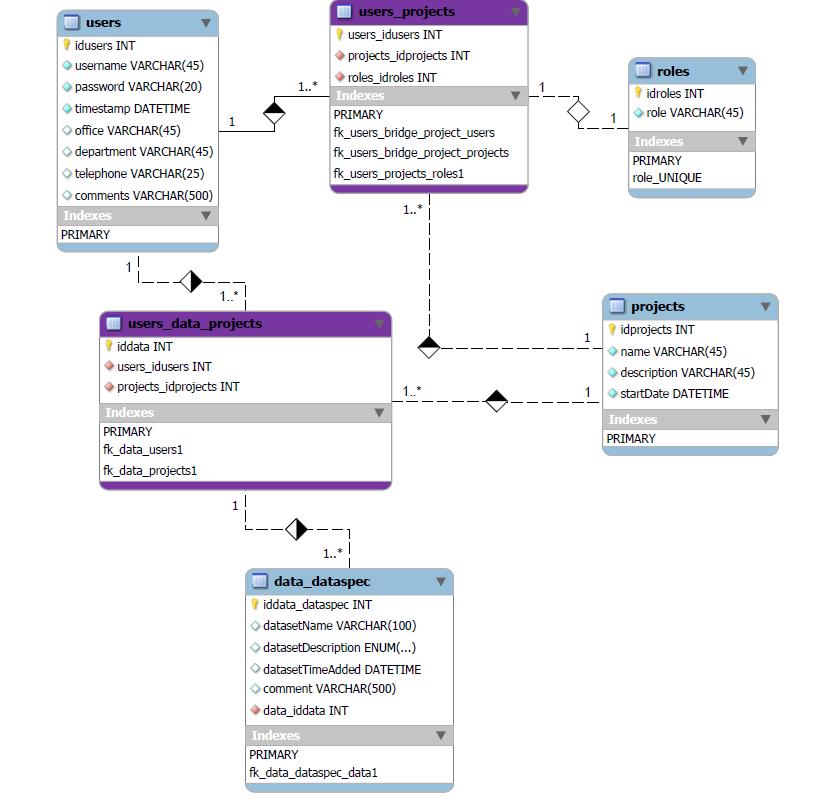 users
idusers INT
username VARCHAR(45)
password VARCHAR(20)
timestamp DATETIME
office VARCHAR(45)
department VARCHAR(45)
telephone VARCHAR(25)
comments VARCHAR(500)
Indexes
PRIMARY
1
1..*
users_projects
users_idusers INT
projects_idprojects INT
roles_idroles INT
Indexes
PRIMARY
fk_users_bridge_project_users
fk_users_bridge_project_projects
fk_users_projects_roles1
1
1
roles
idroles INT
role VARCHAR(45)
Indexes
PRIMARY
role_UNIQUE
1..*
1
1
1..*
users_data_projects
iddata INT
users_idusers INT
projects_idprojects INT
Indexes
PRIMARY
fk_data_users1
fk_data_projects1
1..*
1
projects
idprojects INT
name VARCHAR(45)
description VARCHAR(45)
startDate DATETIME
Indexes
PRIMARY
1
1..*
data_dataspec
iddata_dataspec INT
datasetName VARCHAR(100)
datasetDescription ENUM(...)
datasetTimeAdded DATETIME
comment VARCHAR(500)
data_iddata INT
Indexes
PRIMARY
fk_data_dataspec_data1